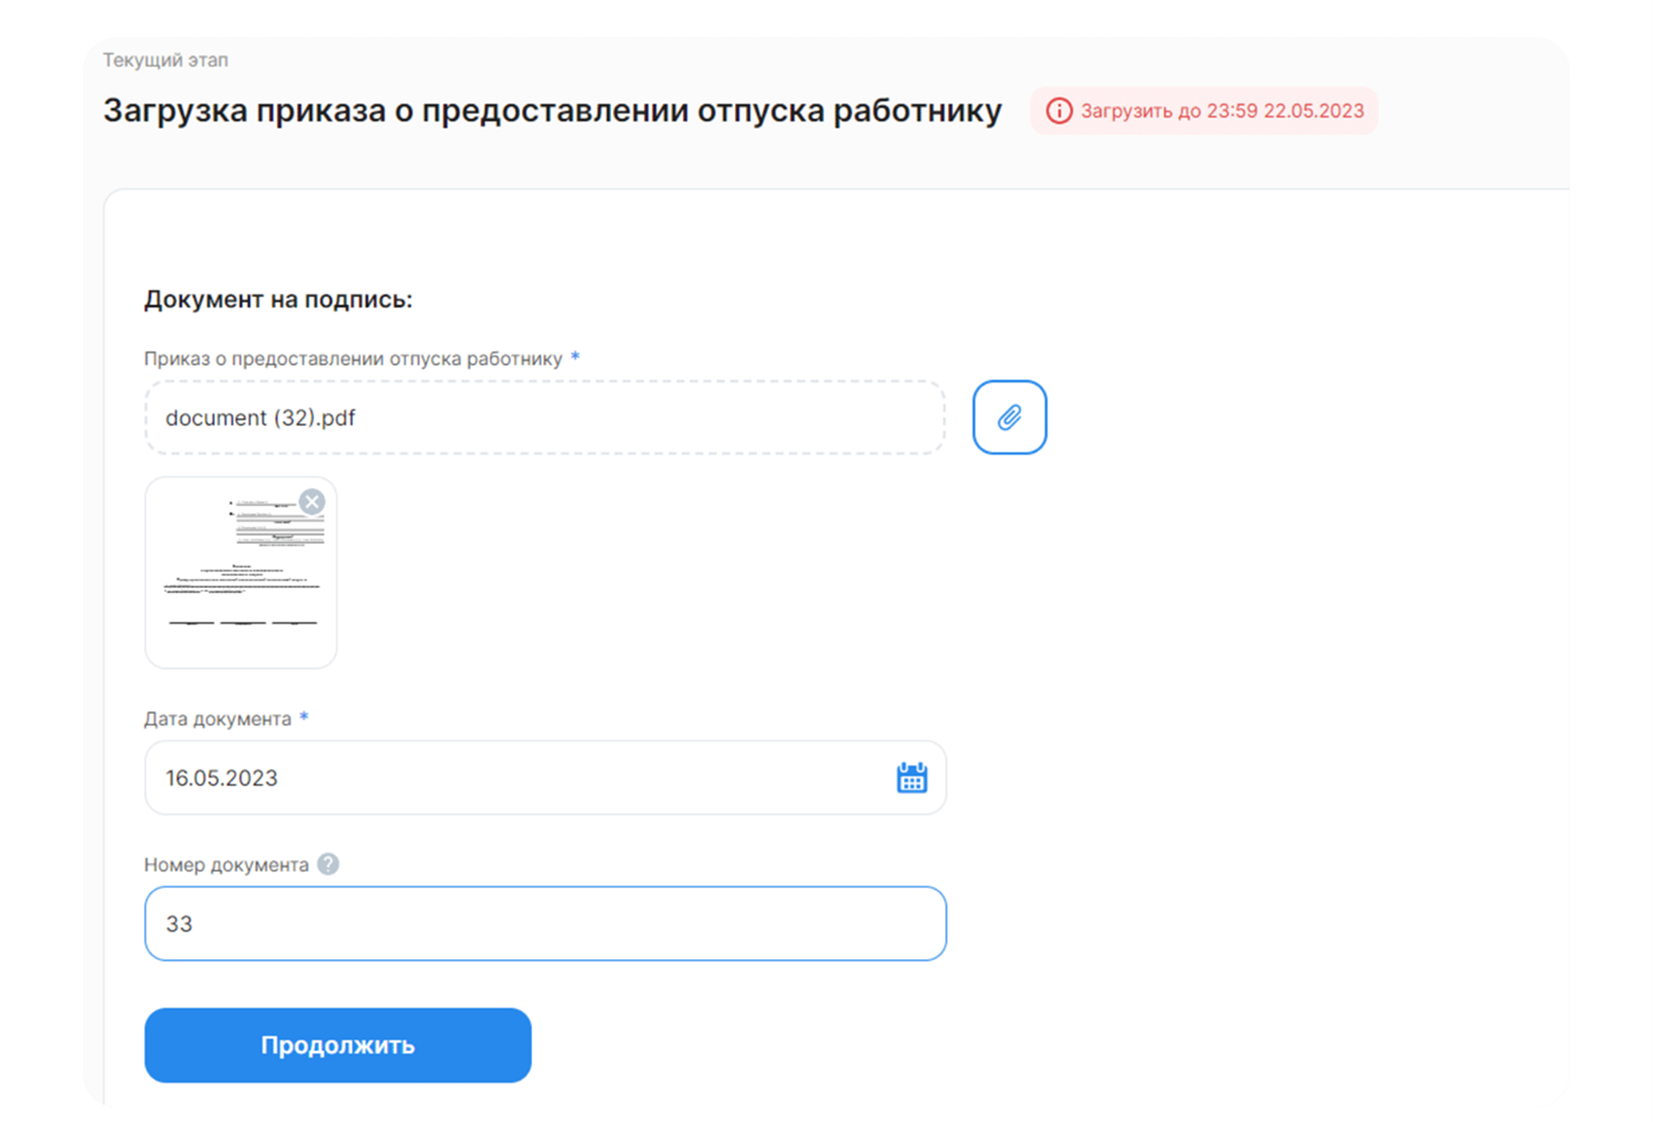 Текущий этап
Загрузка приказа о предоставлении отпуска работнику
Загрузить до 23:59 22.05.2023
Документ на подпись:
Приказ о предоставлении отпуска работнику *
document (32).pdf
Дата документа *
16.05.2023
Номер документа ?
33
Продолжить